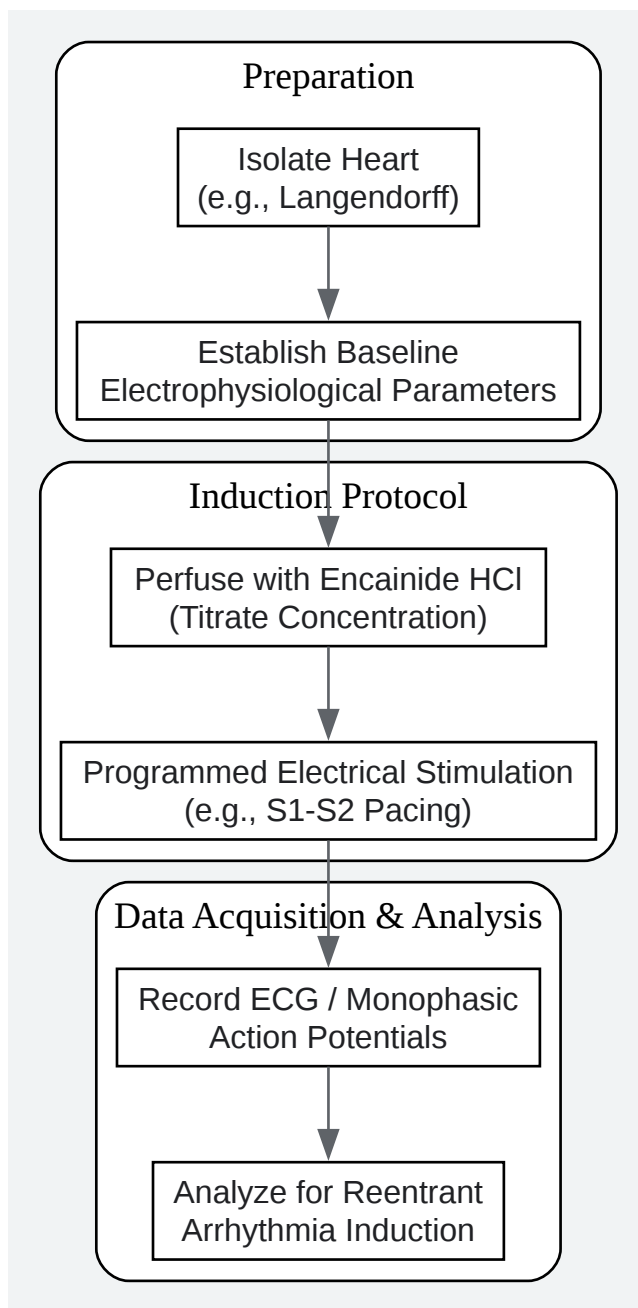 Preparation
Isolate Heart
(e.g., Langendorff)
Establish Baseline
Electrophysiological Parameters
Induction Protocol
Perfuse with Encainide HCl
(Titrate Concentration)
Programmed Electrical Stimulation
(e.g., S1-S2 Pacing)
Data Acquisition & Analysis
Record ECG / Monophasic
Action Potentials
Analyze for Reentrant
Arrhythmia Induction